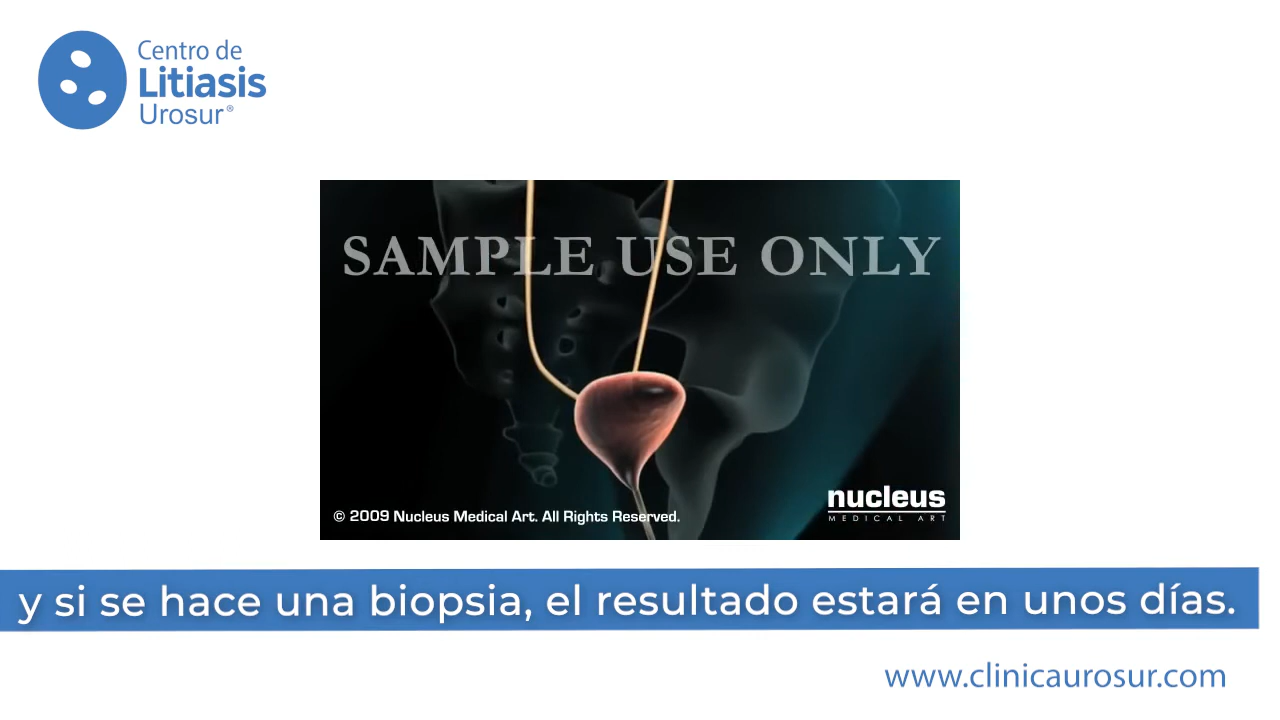 Centro de
Litiasis
Urosur®
SAMPLE USE ONLY
© 2009 Nucleus Medical Art. All Rights Reserved.
nucleus
MEDICAL ART
y si se hace una biopsia, el resultado estará en unos días.
www.clinicaurosur.com